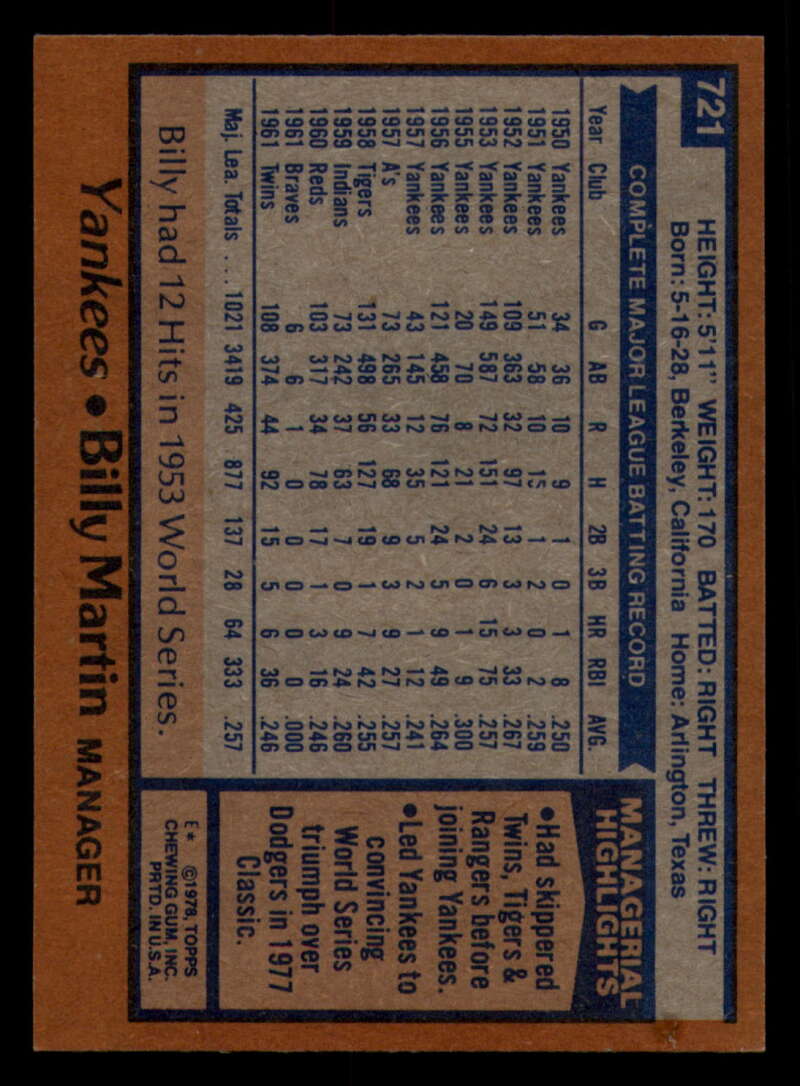 721
HEIGHT: 5'11" WEIGHT: 170 BATTED: RIGHT THREW: RIGHT
Born: 5-16-28, Berkeley, California Home: Arlington, Texas
COMPLETE MAJOR LEAGUE BATTING RECORD
Year Club G AB R H 2B 3B HR RBI AVG.
1950 Yankees 34 36 10 9 1 0 1 8 .250
1951 Yankees 51 58 10 15 1 2 0 2 .259
1952 Yankees 109 363 32 97 13 3 3 33 .267
1953 Yankees 149 587 72 151 24 6 15 75 .257
1955 Yankees 20 70 8 21 2 0 1 9 .300
1956 Yankees 121 458 76 121 24 5 9 49 .264
1957 Yankees 43 145 12 35 5 2 1 12 .241
1957 A's 73 265 33 68 9 3 9 27 .257
1958 Tigers 131 498 56 127 19 1 7 42 .255
1959 Indians 73 242 37 63 7 0 9 24 .260
1960 Reds 103 317 34 78 17 1 3 16 .246
1961 Braves 6 6 1 0 0 0 0 0 .000
1961 Twins 108 374 44 92 15 5 6 36 .246
Maj. Lea. Totals ... 1021 3419 425 877 137 28 64 333 .257
Billy had 12 Hits in 1953 World Series.
MANAGERIAL
HIGHLIGHTS
•Had skippered
Twins, Tigers &
Rangers before
joining Yankees.
•Led Yankees to
convincing
World Series
triumph over
Dodgers in 1977
Classic.
E* ©1978, TOPPS
CHEWING GUM, INC.
PRTD. IN U.S.A.
Yankees • Billy Martin MANAGER